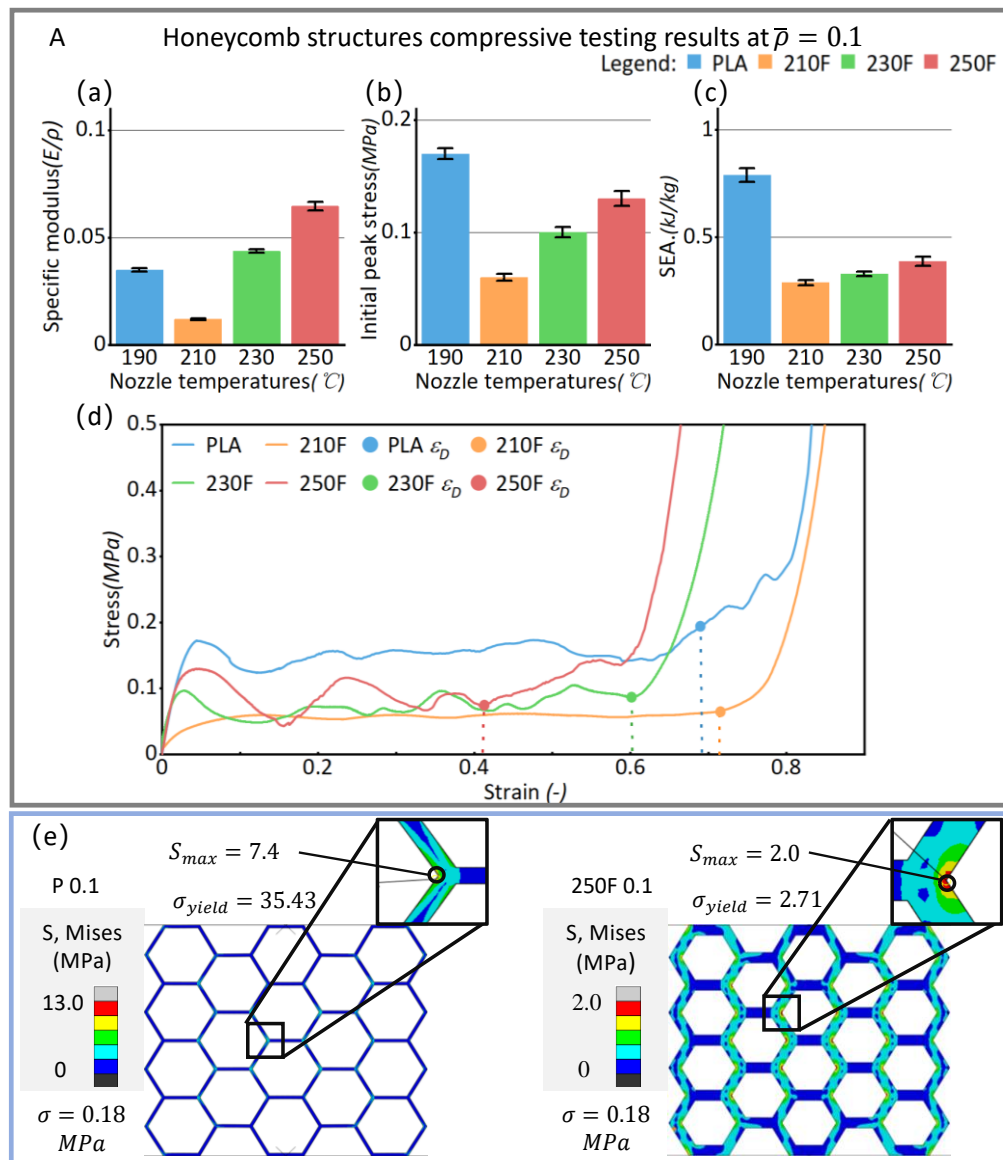 A Honeycomb structures compressive testing results at ρ̅ = 0.1
Legend: PLA 210F 230F 250F
(a)
Specific modulus(E/ρ)
0.1
0.05
0
190 210 230 250
Nozzle temperatures(℃)
(b)
Initial peak stress(MPa)
0.2
0.1
0
190 210 230 250
Nozzle temperatures(℃)
(c)
SEA.(kJ/kg)
1
0.5
0
190 210 230 250
Nozzle temperatures(℃)
(d)
Stress(MPa)
0.5
0.4
0.3
0.2
0.1
0
PLA 210F PLA ε_D 210F ε_D
230F 250F 230F ε_D 250F ε_D
0 0.2 0.4 0.6 0.8
Strain (-)
(e)
P 0.1
S_max = 7.4
σ_yield = 35.43
S, Mises
(MPa)
13.0
0
σ = 0.18
MPa
250F 0.1
S_max = 2.0
σ_yield = 2.71
S, Mises
(MPa)
2.0
0
σ = 0.18
MPa